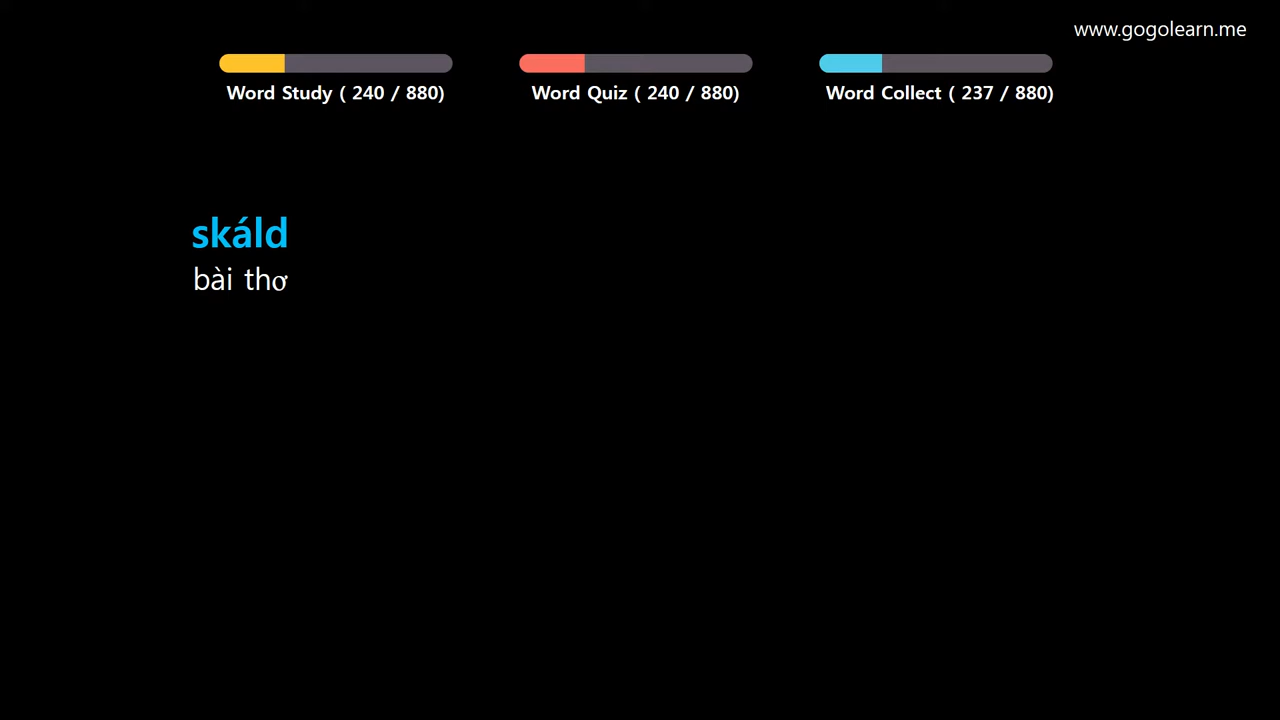 www.gogolearn.me
Word Study ( 240 / 880)
Word Quiz ( 240 / 880)
Word Collect ( 237 / 880)
skáld
bài thơ